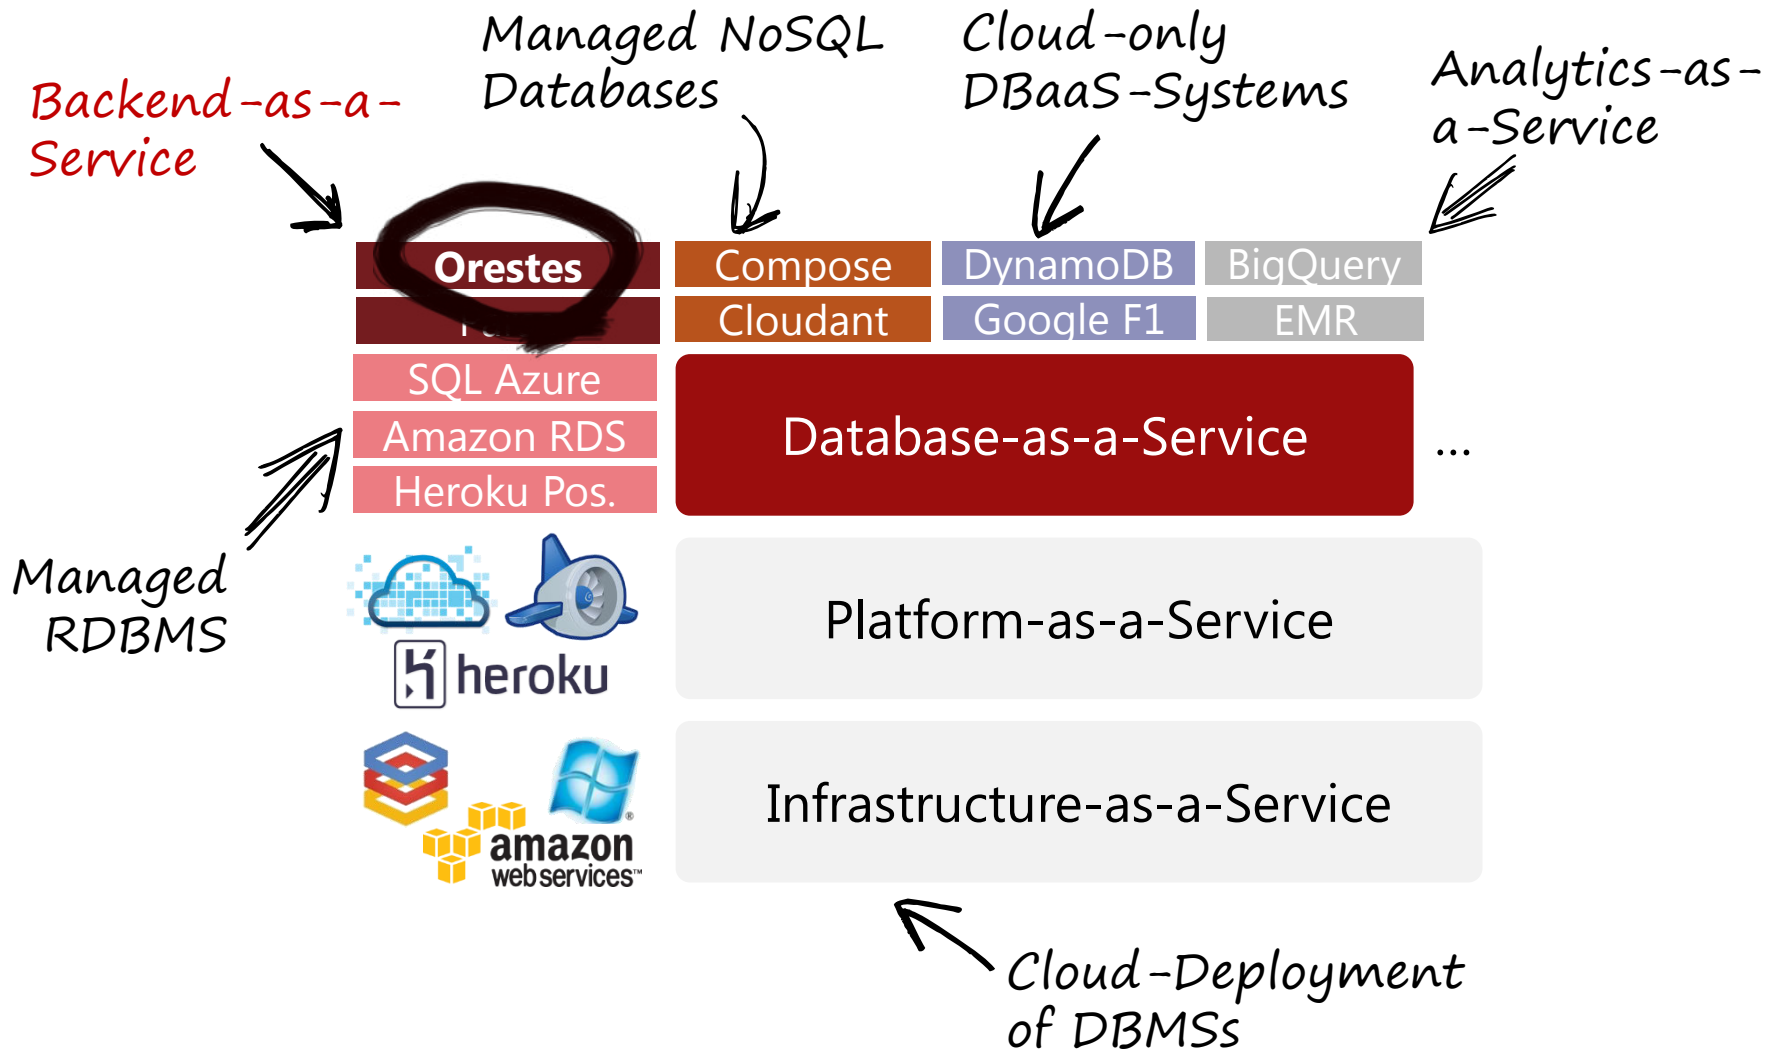 Managed NoSQL
Databases
Cloud-only
DBaaS-Systems
Analytics-as-
a-Service
Backend-as-a-
Service
Orestes
Compose
DynamoDB
BigQuery
Cloudant
Google F1
EMR
SQL Azure
Amazon RDS
Heroku Pos.
Database-as-a-Service
...
Managed
RDBMS
heroku
Platform-as-a-Service
amazon
web services™
Infrastructure-as-a-Service
Cloud-Deployment
of DBMSs